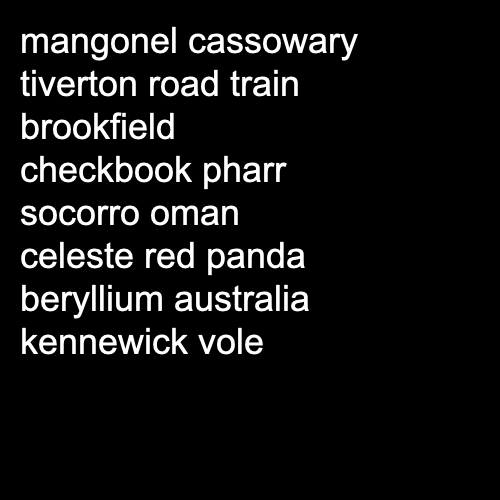 mangonel cassowary
tiverton road train
brookfield
checkbook pharr
socorro oman
celeste red panda
beryllium australia
kennewick vole